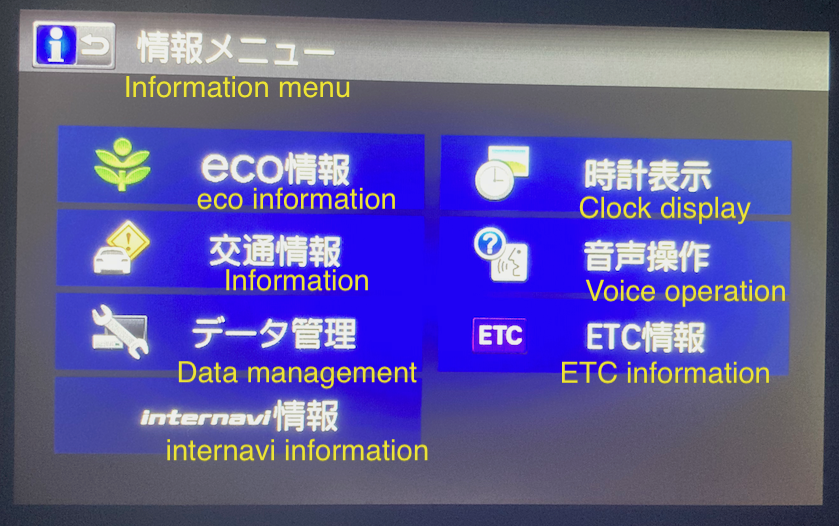 情報メニュー
Information menu
eco情報
eco information
時計表示
Clock display
交通情報
Information
音声操作
Voice operation
データ管理
Data management
ETC
ETC情報
ETC information
internavi情報
internavi information